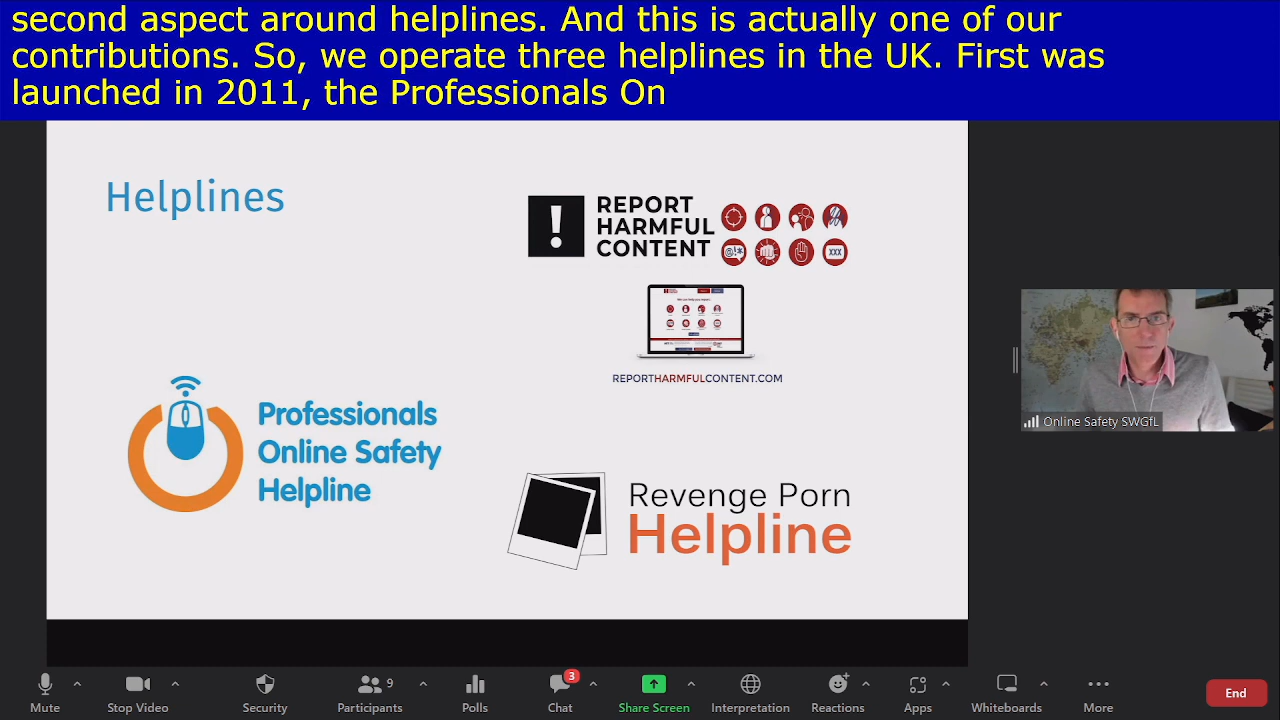 second aspect around helplines. And this is actually one of our
contributions. So, we operate three helplines in the UK. First was
launched in 2011, the Professionals On
Helplines
REPORT
HARMFUL
CONTENT
@!*
XXX
REPORTHARMFULCONTENT.COM
Professionals
Online Safety
Helpline
Revenge Porn
Helpline
Online Safety SWGfL
Mute
Stop Video
Security
9
Participants
Polls
3
Chat
Share Screen
Interpretation
Reactions
Apps
Whiteboards
More
End